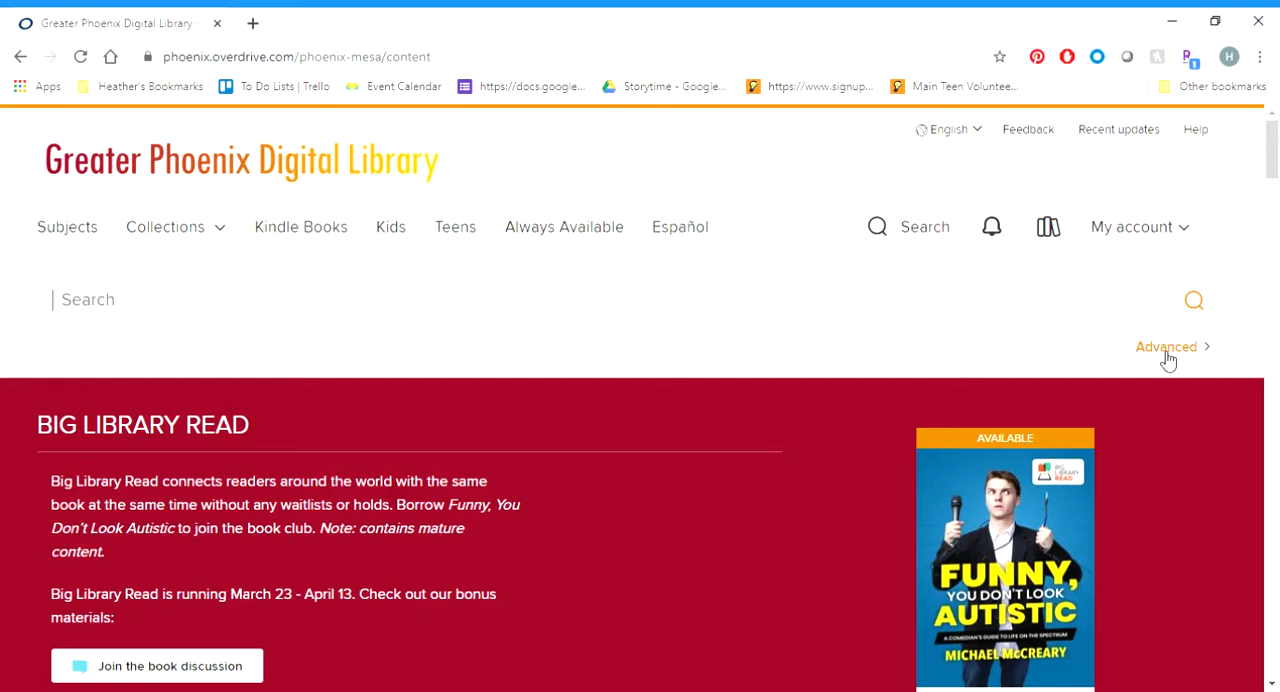 Greater Phoenix Digital Library
phoenix.overdrive.com/phoenix-mesa/content
H
Apps Heather's Bookmarks To Do Lists | Trello Event Calendar https://docs.google... Storytime - Google... https://www.signup... Main Teen Voluntee... Other bookmarks
English Feedback Recent updates Help
Greater Phoenix Digital Library
Subjects Collections Kindle Books Kids Teens Always Available Español Search My account
Search
Advanced
BIG LIBRARY READ
Big Library Read connects readers around the world with the same
book at the same time without any waitlists or holds. Borrow Funny, You
Don't Look Autistic to join the book club. Note: contains mature
content.
Big Library Read is running March 23 - April 13. Check out our bonus
materials:
Join the book discussion
AVAILABLE
BIG
LIBRARY
READ
FUNNY,
YOU DON'T LOOK
AUTISTIC
A COMEDIAN'S GUIDE TO LIFE ON THE SPECTRUM
MICHAEL McCREARY